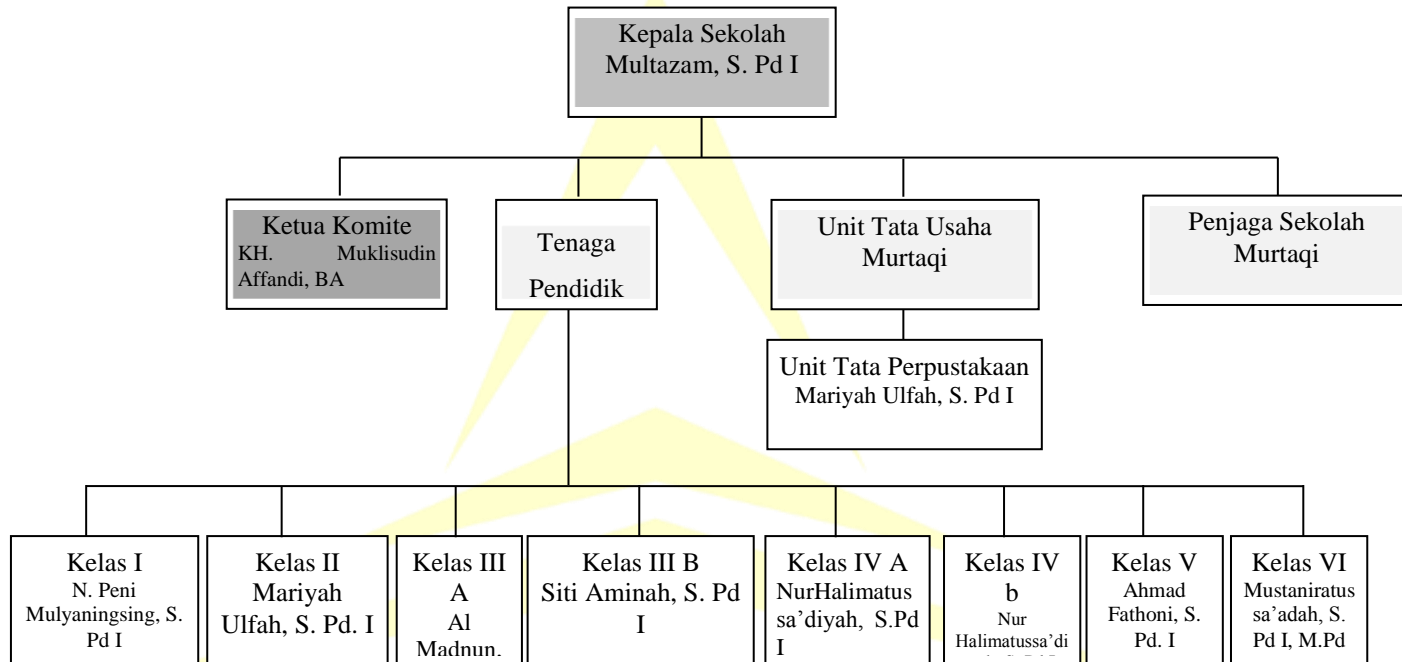 Kepala Sekolah
Multazam, S. Pd I
Ketua Komite
KH. Muklisudin
Affandi, BA
Tenaga
Pendidik
Unit Tata Usaha
Murtaqi
Penjaga Sekolah
Murtaqi
Unit Tata Perpustakaan
Mariyah Ulfah, S. Pd I
Kelas I
N. Peni
Mulyaningsing, S.
Pd I
Kelas II
Mariyah
Ulfah, S. Pd. I
Kelas III
A
Al
Madnun,
Kelas III B
Siti Aminah, S. Pd
I
Kelas IV A
NurHalimatus
sa’diyah, S.Pd
I
Kelas IV
b
Nur
Halimatussa’di
Kelas V
Ahmad
Fathoni, S.
Pd. I
Kelas VI
Mustaniratus
sa’adah, S.
Pd I, M.Pd